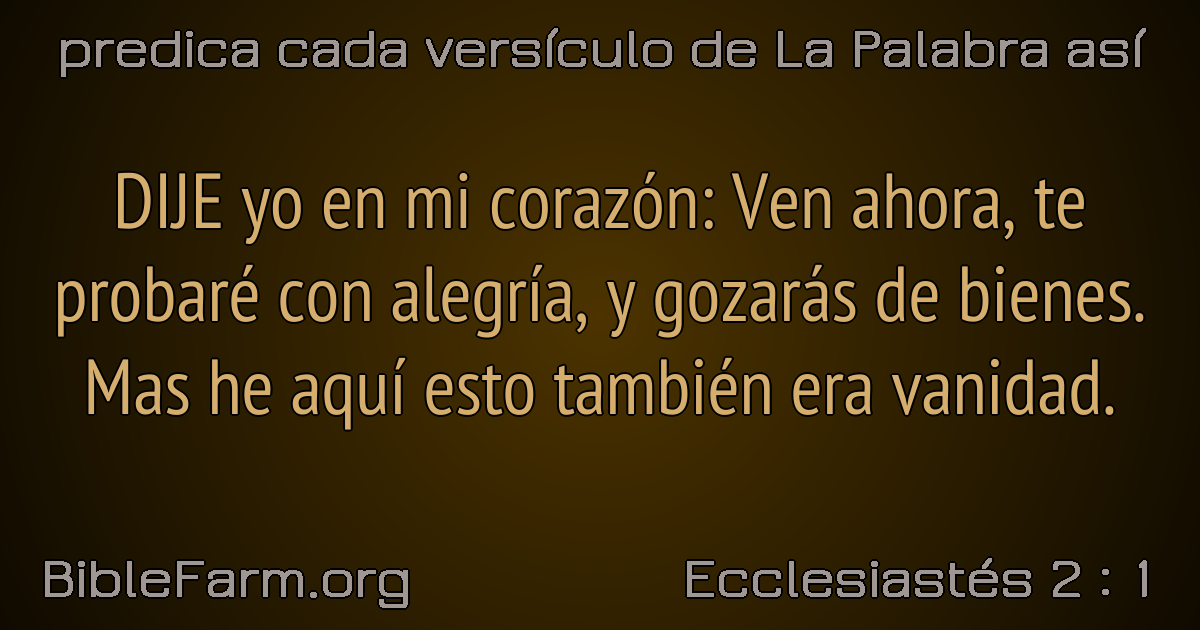 predica cada versículo de La Palabra así
DIJE yo en mi corazón: Ven ahora, te
probaré con alegría, y gozarás de bienes.
Mas he aquí esto también era vanidad.
BibleFarm.org
Ecclesiastés 2 : 1